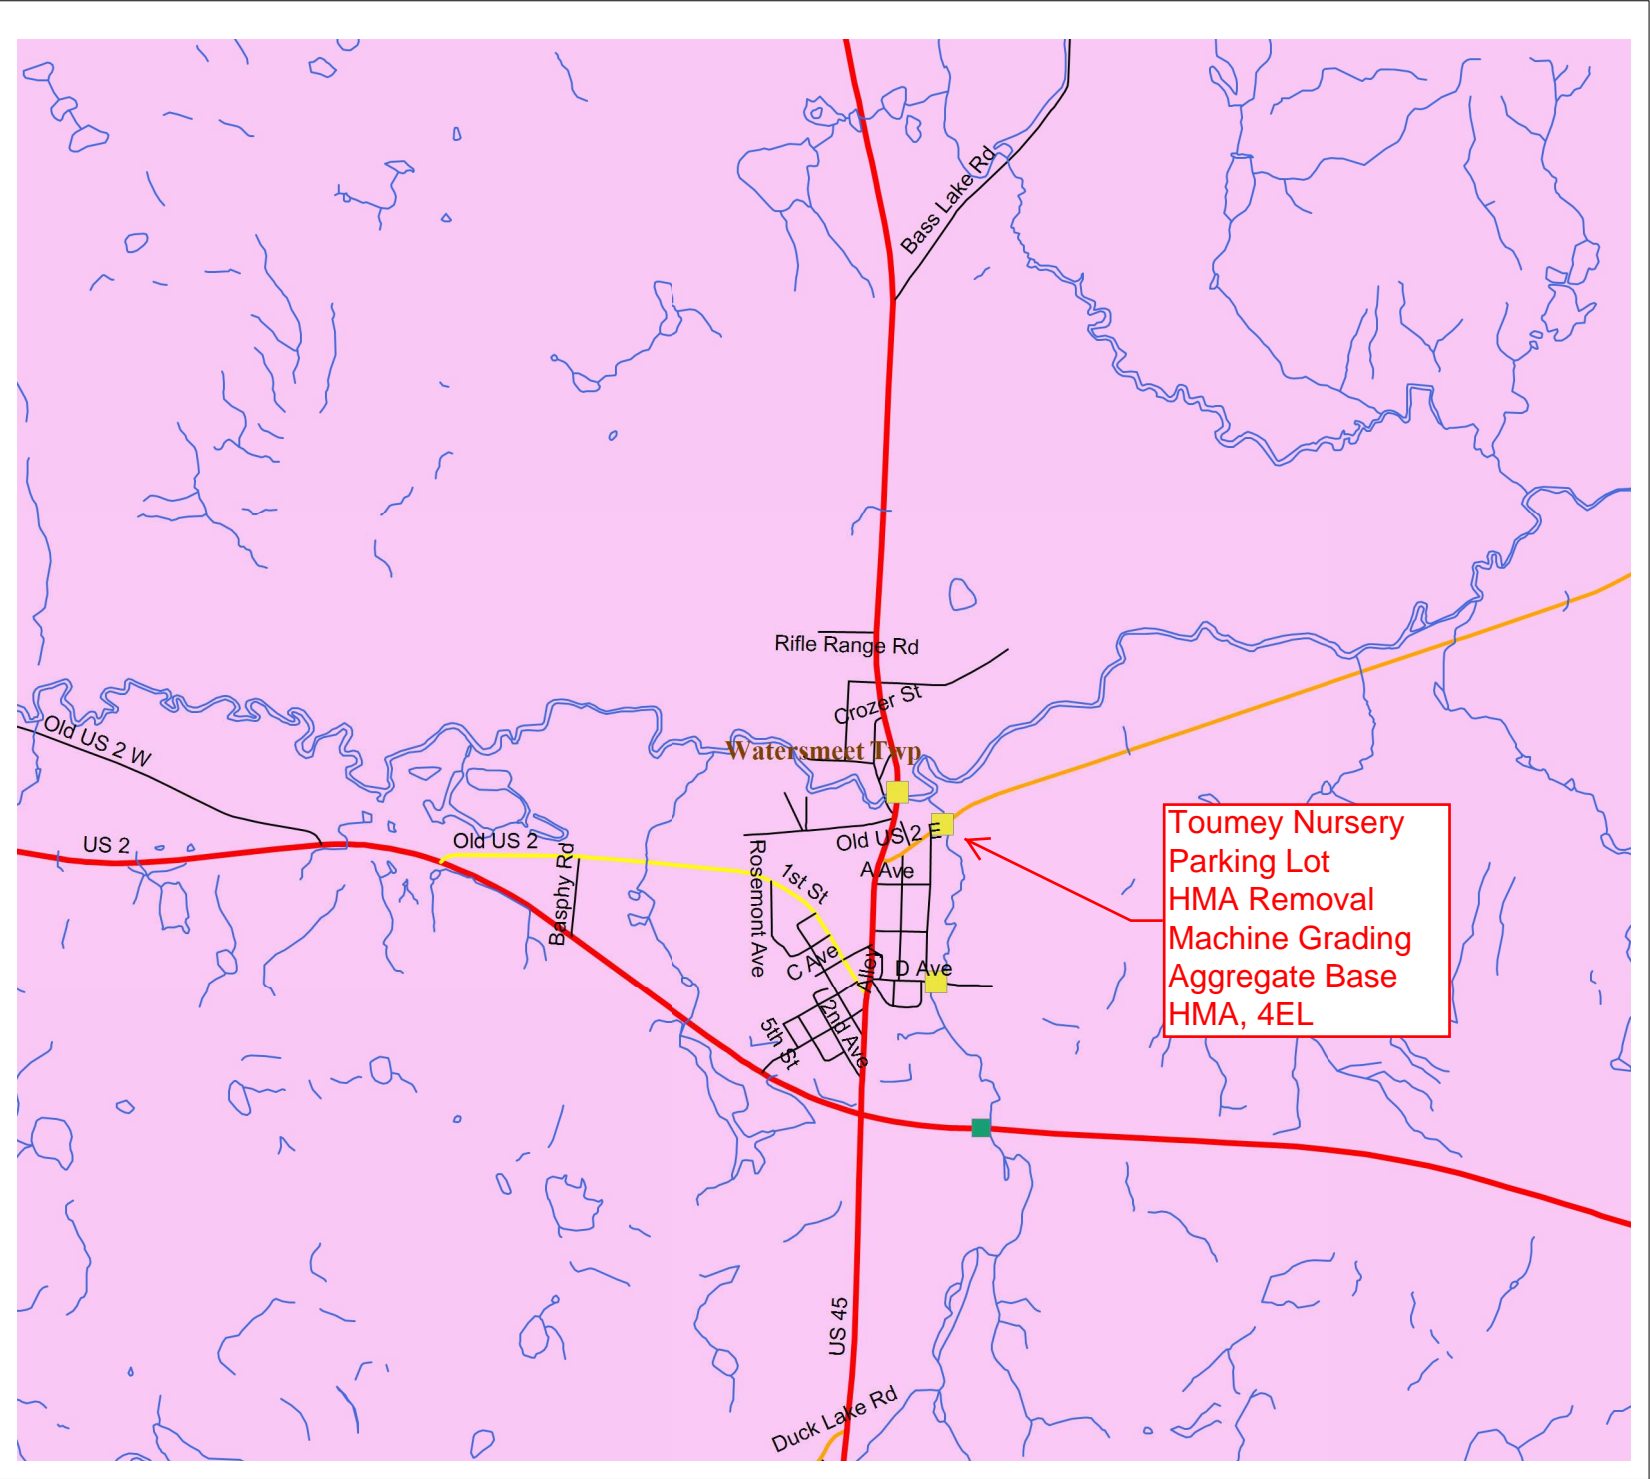 Bass Lake Rd
Rifle Range Rd
Crozer St
Watersmeet Twp
Old US 2 W
US 2
Old US 2
Old US 2 E
Basphy Rd
Rosemont Ave
1st St
A Ave
C Ave
Alley
D Ave
2nd Ave
5th St
US 45
Duck Lake Rd
Toumey Nursery
Parking Lot
HMA Removal
Machine Grading
Aggregate Base
HMA, 4EL